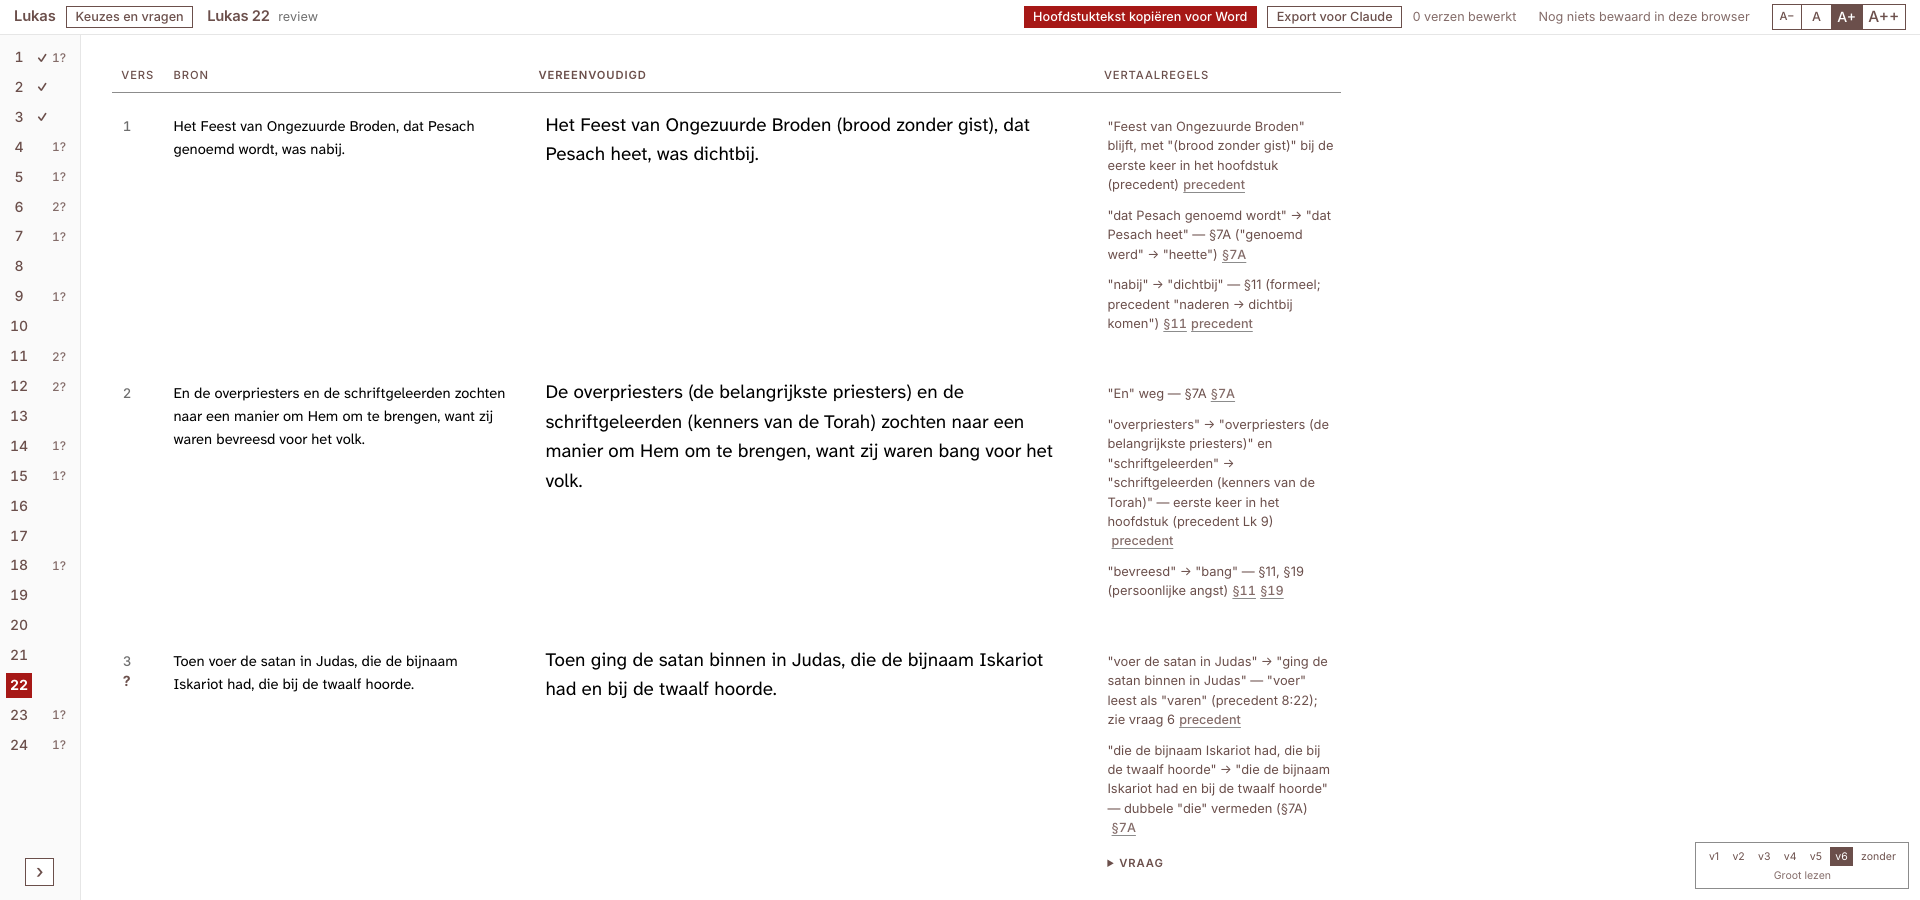 Lukas Keuzes en vragen Lukas 22 review Hoofdstuktekst kopiëren voor Word Export voor Claude 0 verzen bewerkt Nog niets bewaard in deze browser A− A A+ A++
1 ✓ 1?
2 ✓
3 ✓
4 1?
5 1?
6 2?
7 1?
8
9 1?
10
11 2?
12 2?
13
14 1?
15 1?
16
17
18 1?
19
20
21
22
23 1?
24 1?
›
VERS BRON VEREENVOUDIGD VERTAALREGELS
1
Het Feest van Ongezuurde Broden, dat Pesach
genoemd wordt, was nabij.
Het Feest van Ongezuurde Broden (brood zonder gist), dat
Pesach heet, was dichtbij.
"Feest van Ongezuurde Broden"
blijft, met "(brood zonder gist)" bij de
eerste keer in het hoofdstuk
(precedent) precedent
"dat Pesach genoemd wordt" → "dat
Pesach heet" — §7A ("genoemd
werd" → "heette") §7A
"nabij" → "dichtbij" — §11 (formeel;
precedent "naderen → dichtbij
komen") §11 precedent
2
En de overpriesters en de schriftgeleerden zochten
naar een manier om Hem om te brengen, want zij
waren bevreesd voor het volk.
De overpriesters (de belangrijkste priesters) en de
schriftgeleerden (kenners van de Torah) zochten naar een
manier om Hem om te brengen, want zij waren bang voor het
volk.
"En" weg — §7A §7A
"overpriesters" → "overpriesters (de
belangrijkste priesters)" en
"schriftgeleerden" →
"schriftgeleerden (kenners van de
Torah)" — eerste keer in het
hoofdstuk (precedent Lk 9)
precedent
"bevreesd" → "bang" — §11, §19
(persoonlijke angst) §11 §19
3
?
Toen voer de satan in Judas, die de bijnaam
Iskariot had, die bij de twaalf hoorde.
Toen ging de satan binnen in Judas, die de bijnaam Iskariot
had en bij de twaalf hoorde.
"voer de satan in Judas" → "ging de
satan binnen in Judas" — "voer"
leest als "varen" (precedent 8:22);
zie vraag 6 precedent
"die de bijnaam Iskariot had, die bij
de twaalf hoorde" → "die de bijnaam
Iskariot had en bij de twaalf hoorde"
— dubbele "die" vermeden (§7A)
§7A
▶ VRAAG
v1 v2 v3 v4 v5 v6 zonder
Groot lezen